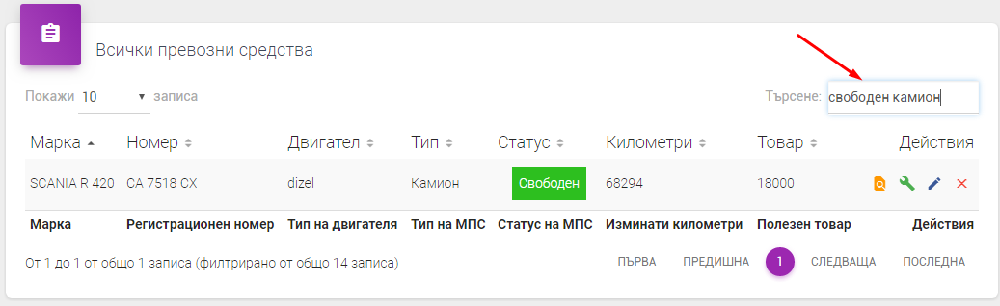 Всички превозни средства
Покажи 10 записа Търсене: свободен камион
Марка Номер Двигател Тип Статус Километри Товар Действия
SCANIA R 420 CA 7518 CX dizel Камион Свободен 68294 18000
Марка Регистрационен номер Тип на двигателя Тип на МПС Статус на МПС Изминати километри Полезен товар Действия
От 1 до 1 от общо 1 записа (филтрирано от общо 14 записа) ПЪРВА ПРЕДИШНА 1 СЛЕДВАЩА ПОСЛЕДНА